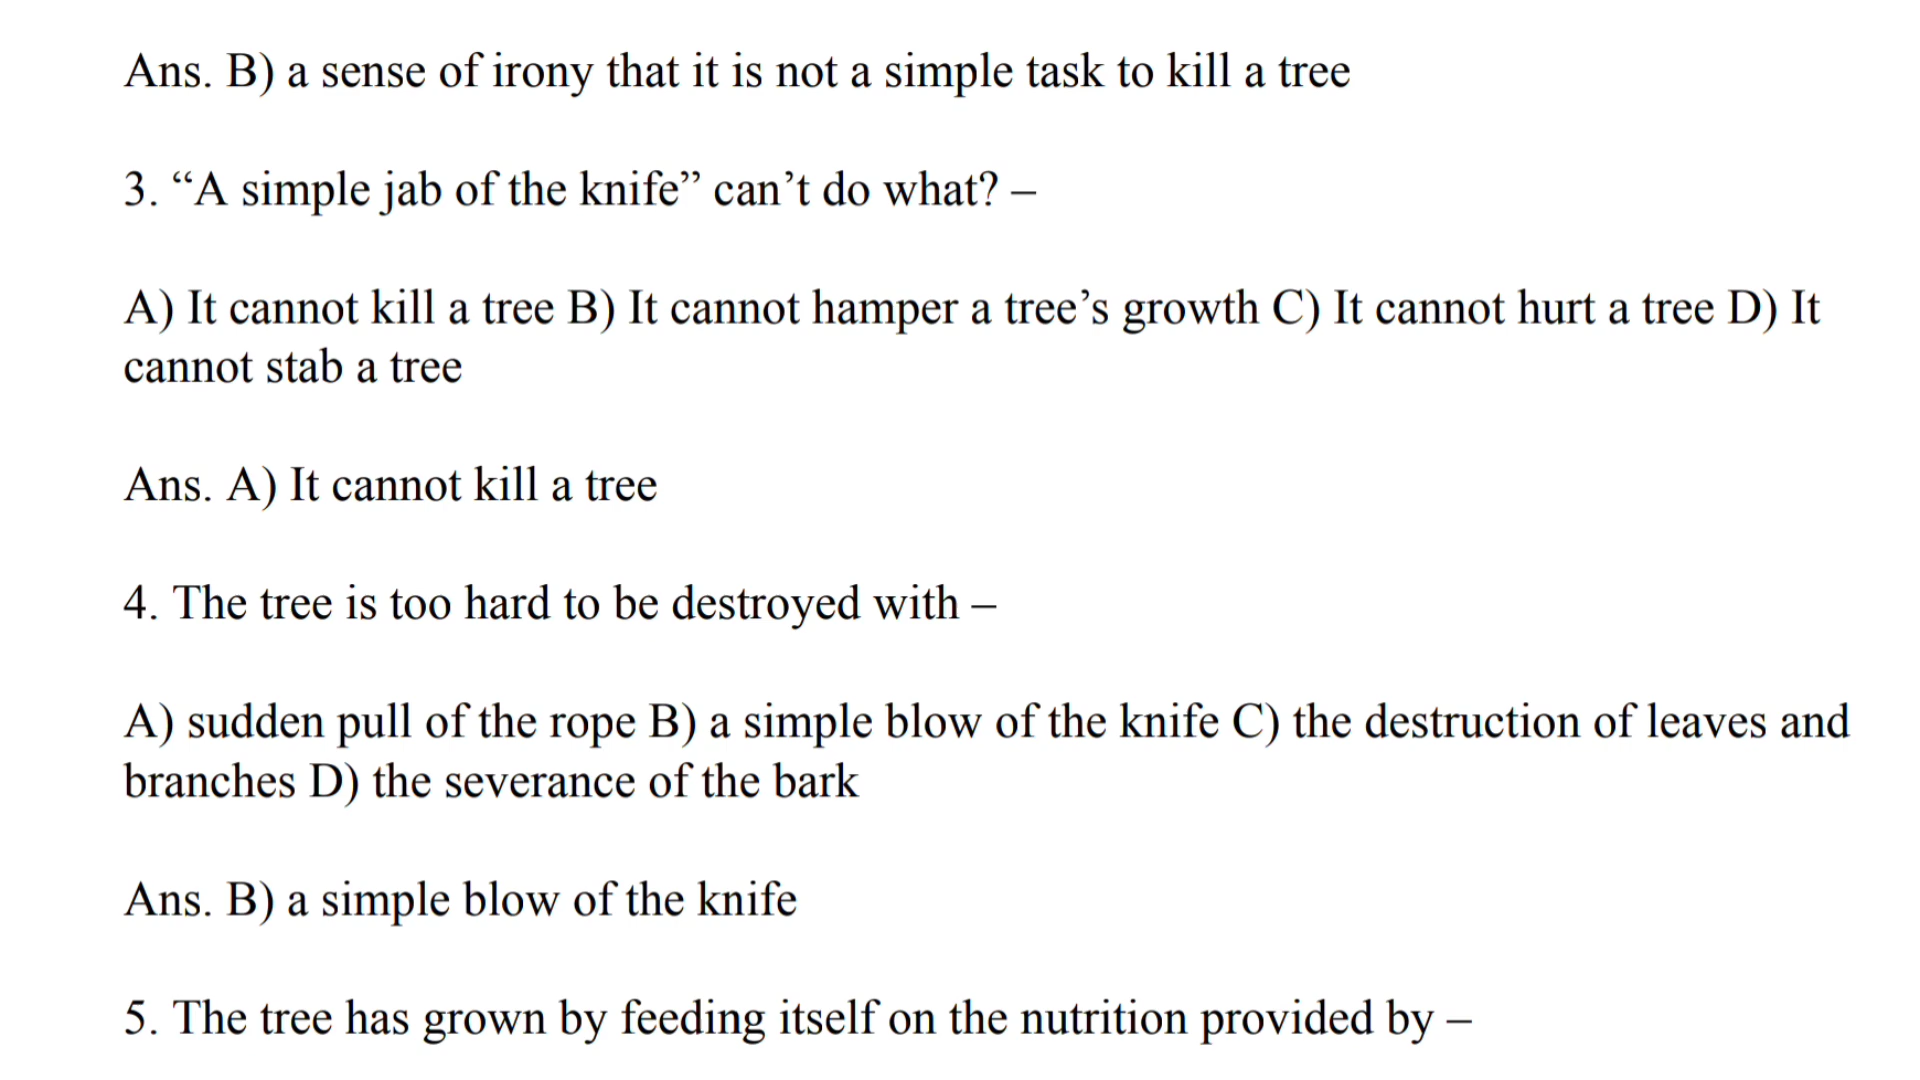 Ans. B) a sense of irony that it is not a simple task to kill a tree
3. “A simple jab of the knife” can’t do what? –
A) It cannot kill a tree B) It cannot hamper a tree’s growth C) It cannot hurt a tree D) It
cannot stab a tree
Ans. A) It cannot kill a tree
4. The tree is too hard to be destroyed with –
A) sudden pull of the rope B) a simple blow of the knife C) the destruction of leaves and
branches D) the severance of the bark
Ans. B) a simple blow of the knife
5. The tree has grown by feeding itself on the nutrition provided by –